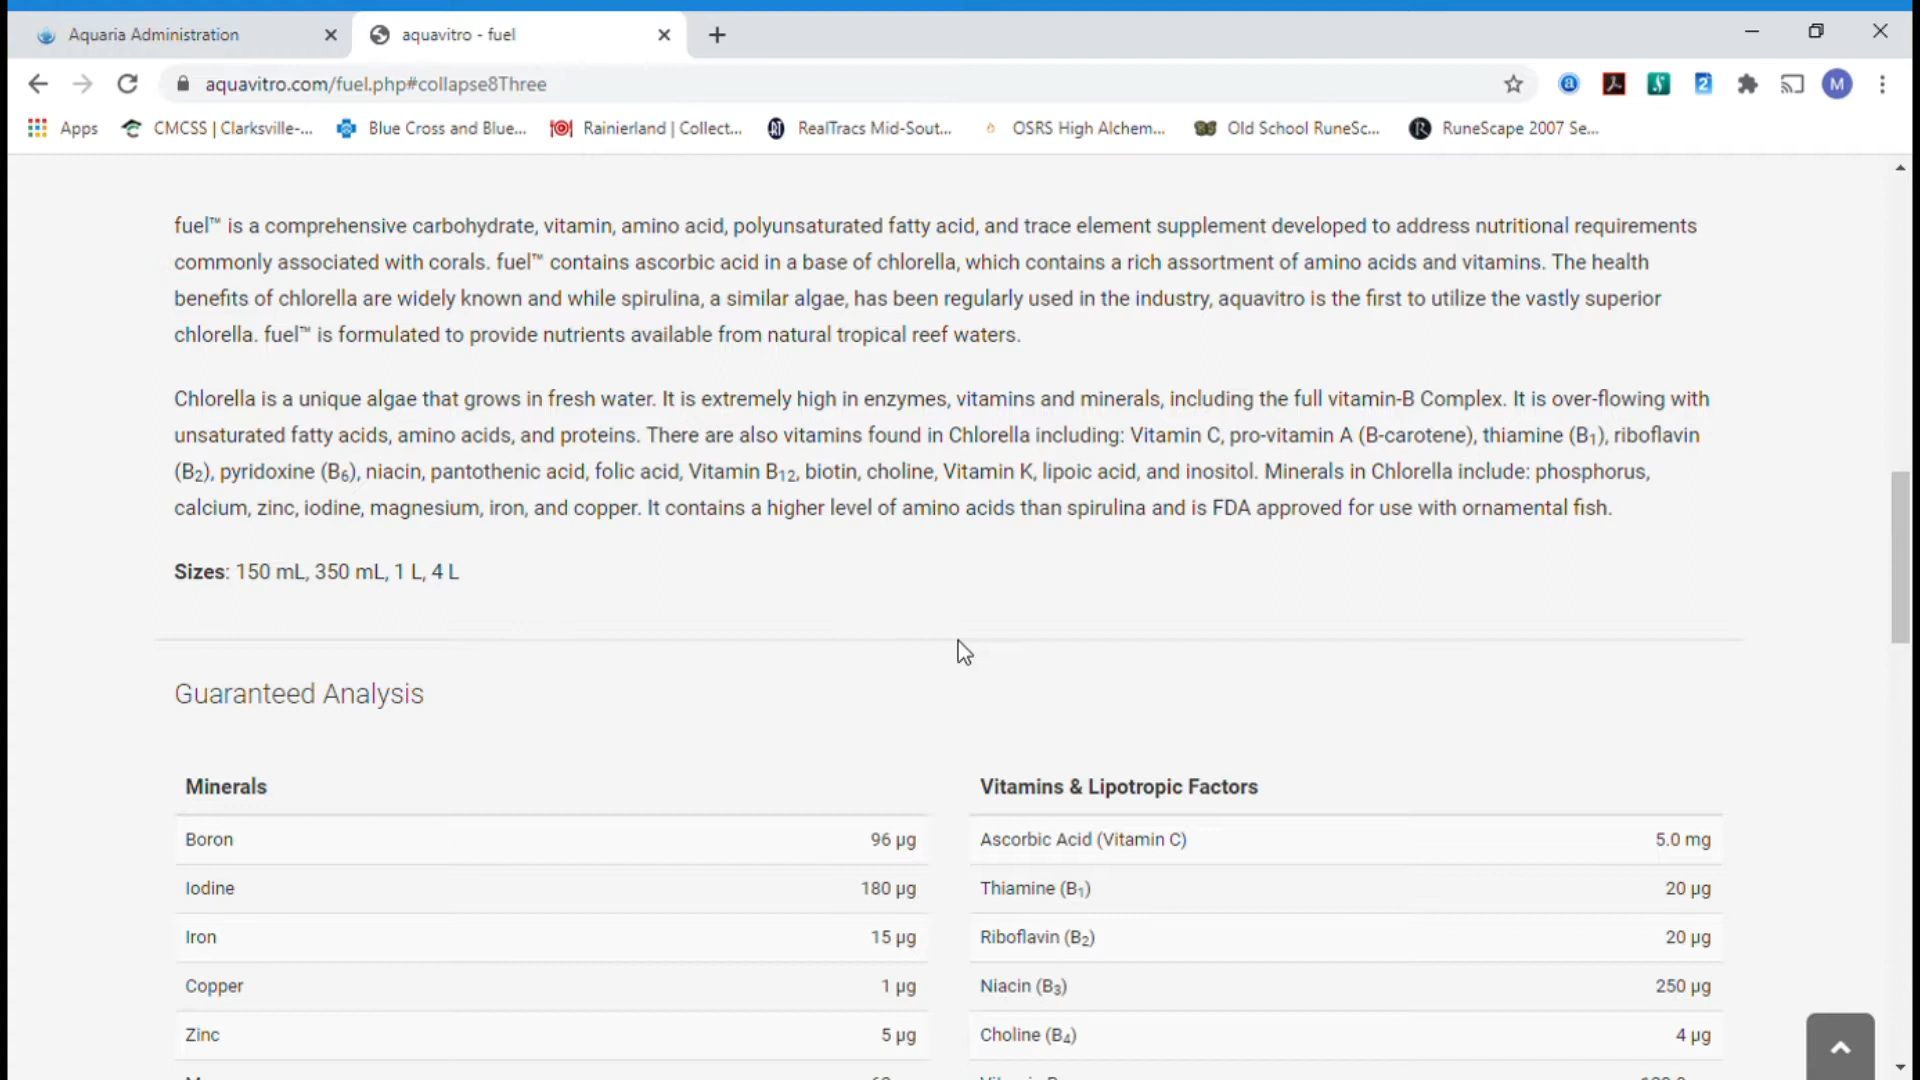 Aquaria Administration
aquavitro - fuel
aquavitro.com/fuel.php#collapse8Three
M
Apps
CMCSS | Clarksville-...
Blue Cross and Blue...
Rainierland | Collect...
RealTracs Mid-Sout...
OSRS High Alchem...
Old School RuneSc...
RuneScape 2007 Se...
fuel™ is a comprehensive carbohydrate, vitamin, amino acid, polyunsaturated fatty acid, and trace element supplement developed to address nutritional requirements
commonly associated with corals. fuel™ contains ascorbic acid in a base of chlorella, which contains a rich assortment of amino acids and vitamins. The health
benefits of chlorella are widely known and while spirulina, a similar algae, has been regularly used in the industry, aquavitro is the first to utilize the vastly superior
chlorella. fuel™ is formulated to provide nutrients available from natural tropical reef waters.
Chlorella is a unique algae that grows in fresh water. It is extremely high in enzymes, vitamins and minerals, including the full vitamin-B Complex. It is over-flowing with
unsaturated fatty acids, amino acids, and proteins. There are also vitamins found in Chlorella including: Vitamin C, pro-vitamin A (B-carotene), thiamine (B₁), riboflavin
(B₂), pyridoxine (B₆), niacin, pantothenic acid, folic acid, Vitamin B₁₂, biotin, choline, Vitamin K, lipoic acid, and inositol. Minerals in Chlorella include: phosphorus,
calcium, zinc, iodine, magnesium, iron, and copper. It contains a higher level of amino acids than spirulina and is FDA approved for use with ornamental fish.
Sizes: 150 mL, 350 mL, 1 L, 4 L
Guaranteed Analysis
Minerals
Boron 96 µg
Iodine 180 µg
Iron 15 µg
Copper 1 µg
Zinc 5 µg
Vitamins & Lipotropic Factors
Ascorbic Acid (Vitamin C) 5.0 mg
Thiamine (B₁) 20 µg
Riboflavin (B₂) 20 µg
Niacin (B₃) 250 µg
Choline (B₄) 4 µg